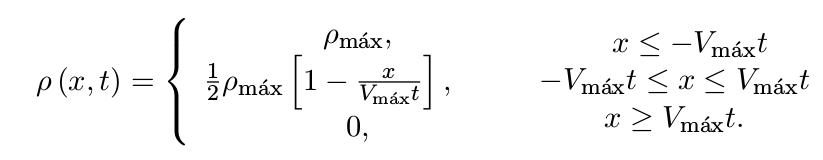 ρ (x, t) = { ρ_máx, x ≤ −V_máx t
½ρ_máx [1 − x/(V_máx t)], −V_máx t ≤ x ≤ V_máx t
0, x ≥ V_máx t.